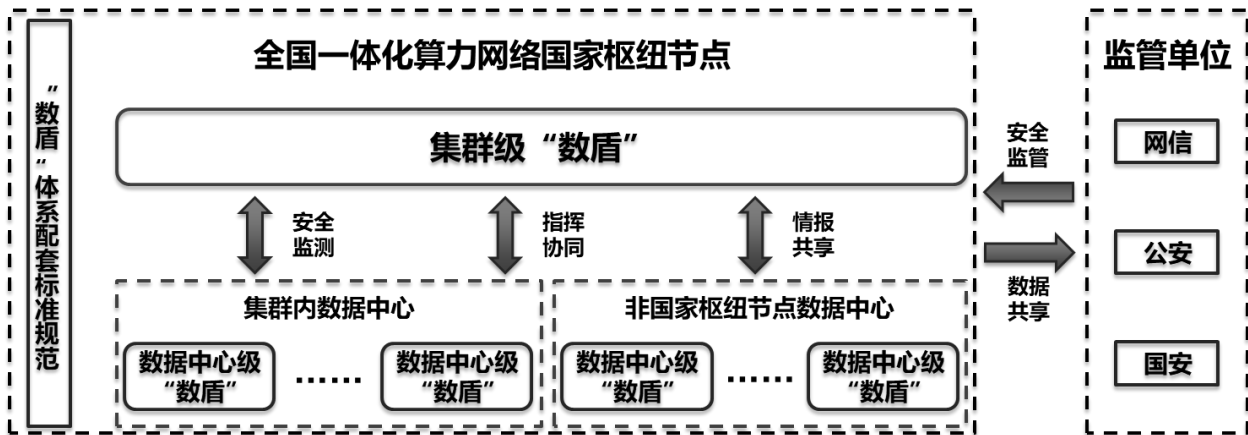 “数盾“体系配套标准规范
全国一体化算力网络国家枢纽节点
集群级“数盾”
安全
监测
指挥
协同
情报
共享
集群内数据中心
数据中心级
“数盾”
......
数据中心级
“数盾”
非国家枢纽节点数据中心
数据中心级
“数盾”
......
数据中心级
“数盾”
安全
监管
数据
共享
监管单位
网信
公安
国安